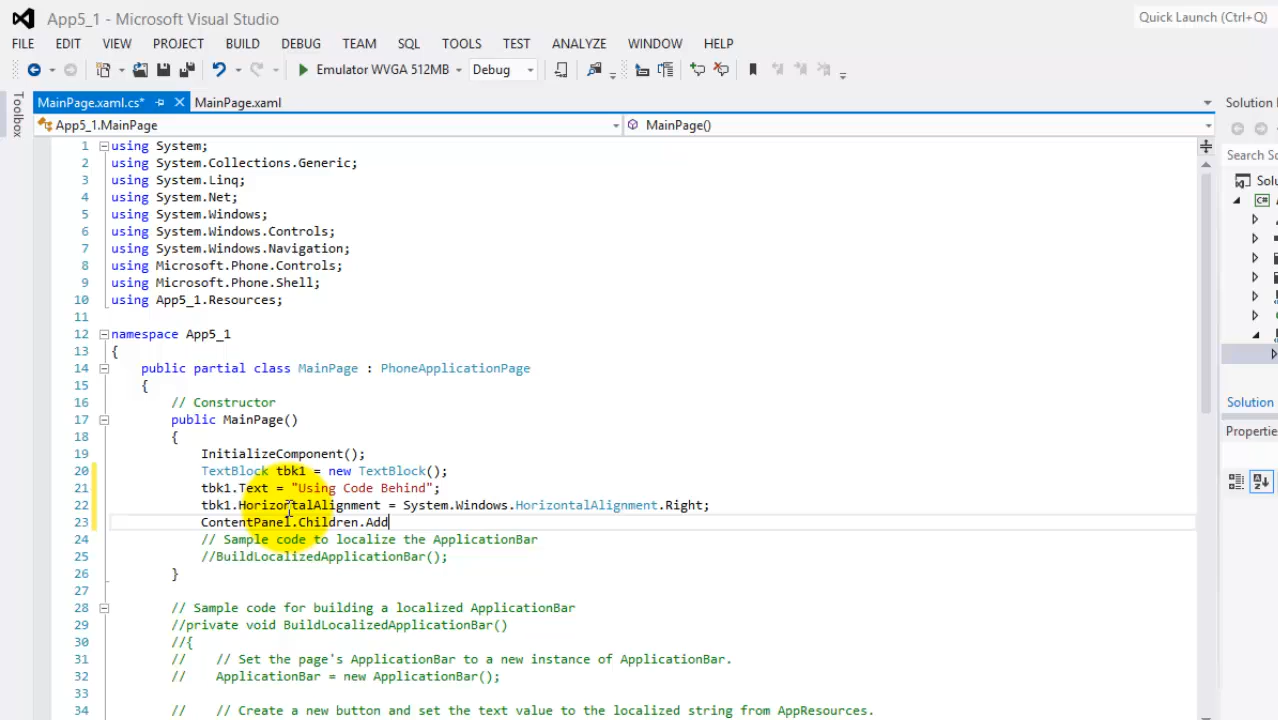 App5_1 - Microsoft Visual Studio
Quick Launch (Ctrl+Q)
FILE EDIT VIEW PROJECT BUILD DEBUG TEAM SQL TOOLS TEST ANALYZE WINDOW HELP
Emulator WVGA 512MB Debug
MainPage.xaml.cs* MainPage.xaml
Toolbox
App5_1.MainPage MainPage()
1 using System;
2 using System.Collections.Generic;
3 using System.Linq;
4 using System.Net;
5 using System.Windows;
6 using System.Windows.Controls;
7 using System.Windows.Navigation;
8 using Microsoft.Phone.Controls;
9 using Microsoft.Phone.Shell;
10 using App5_1.Resources;
11
12 namespace App5_1
13 {
14 public partial class MainPage : PhoneApplicationPage
15 {
16 // Constructor
17 public MainPage()
18 {
19 InitializeComponent();
20 TextBlock tbk1 = new TextBlock();
21 tbk1.Text = "Using Code Behind";
22 tbk1.HorizontalAlignment = System.Windows.HorizontalAlignment.Right;
23 ContentPanel.Children.Add
24 // Sample code to localize the ApplicationBar
25 //BuildLocalizedApplicationBar();
26 }
27
28 // Sample code for building a localized ApplicationBar
29 //private void BuildLocalizedApplicationBar()
30 //{
31 // // Set the page's ApplicationBar to a new instance of ApplicationBar.
32 // ApplicationBar = new ApplicationBar();
33
34 // // Create a new button and set the text value to the localized string from AppResources.
Solution
Search So
Solu
C#
Solution
Properties